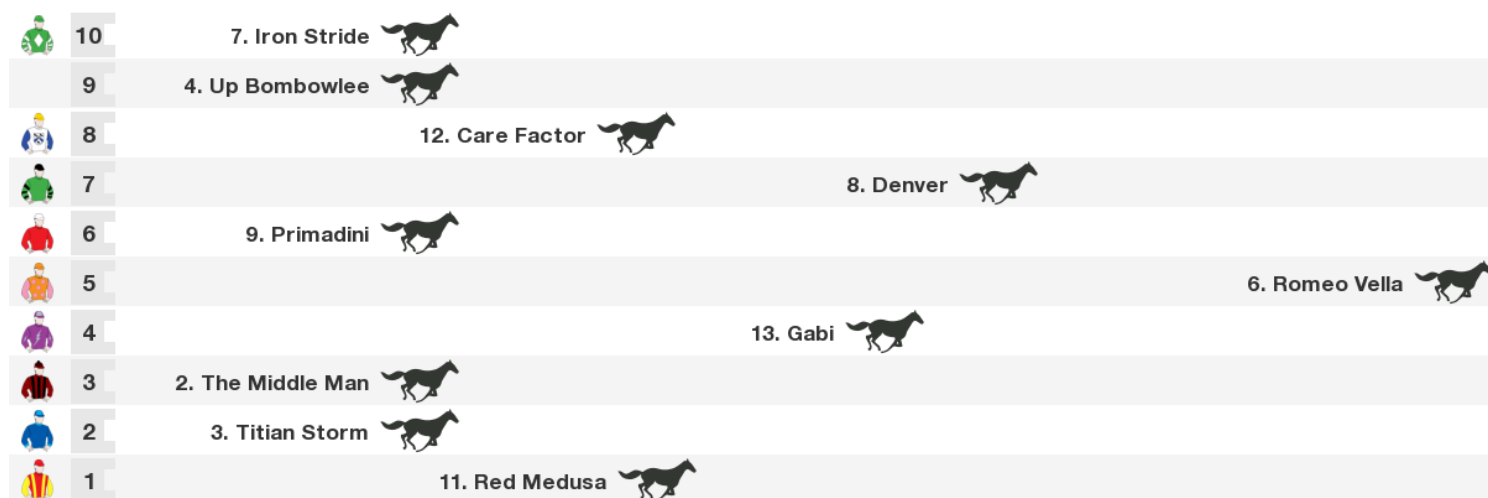 10 7. Iron Stride
9 4. Up Bombowlee
8 12. Care Factor
7 8. Denver
6 9. Primadini
5 6. Romeo Vella
4 13. Gabi
3 2. The Middle Man
2 3. Titian Storm
1 11. Red Medusa